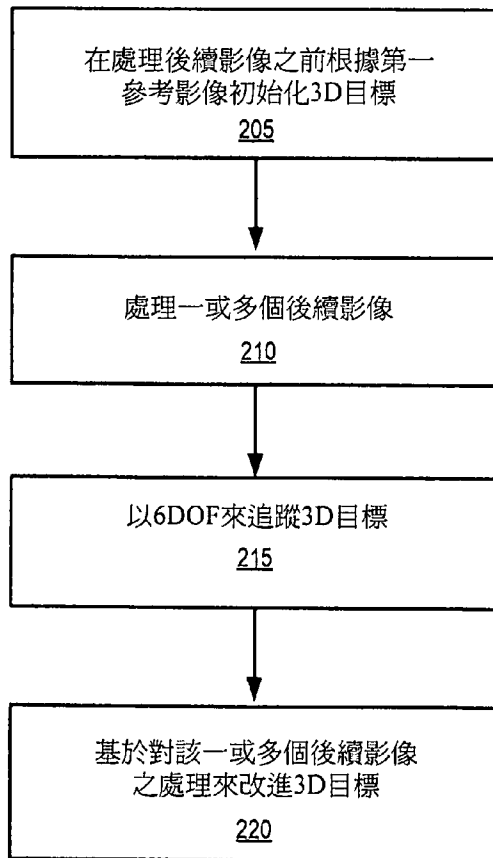 在處理後續影像之前根據第一
參考影像初始化3D目標
205
處理一或多個後續影像
210
以6DOF來追蹤3D目標
215
基於對該一或多個後續影像
之處理來改進3D目標
220